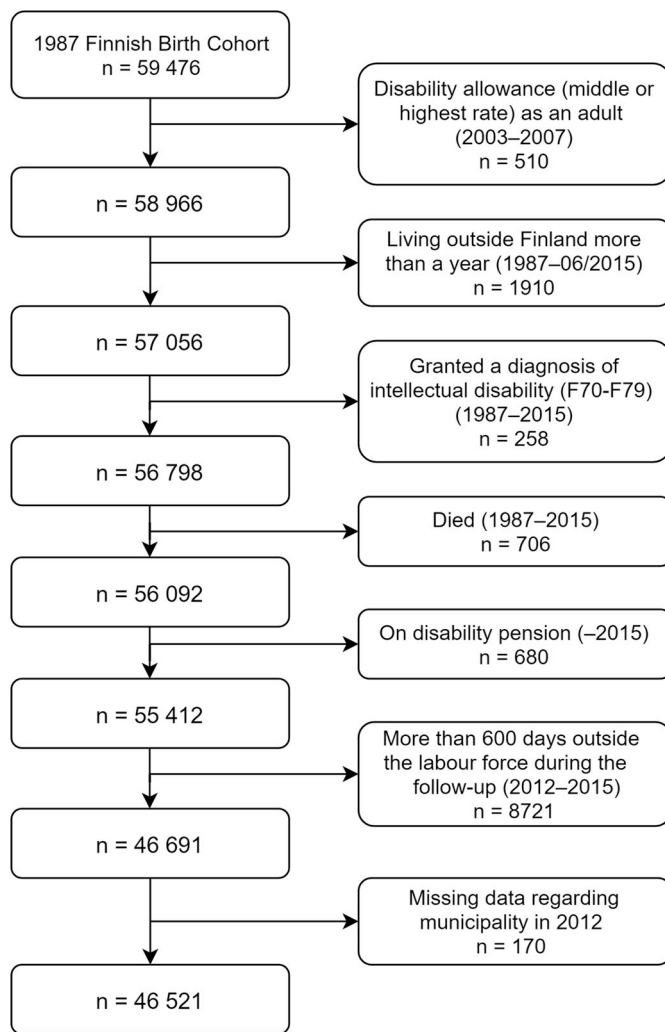 1987 Finnish Birth Cohort
n = 59 476
Disability allowance (middle or
highest rate) as an adult
(2003–2007)
n = 510
n = 58 966
Living outside Finland more
than a year (1987–06/2015)
n = 1910
n = 57 056
Granted a diagnosis of
intellectual disability (F70-F79)
(1987–2015)
n = 258
n = 56 798
Died (1987–2015)
n = 706
n = 56 092
On disability pension (–2015)
n = 680
n = 55 412
More than 600 days outside
the labour force during the
follow-up (2012–2015)
n = 8721
n = 46 691
Missing data regarding
municipality in 2012
n = 170
n = 46 521